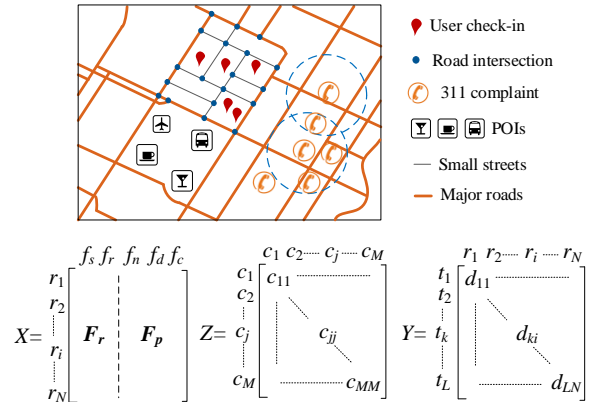 User check-in
Road intersection
311 complaint
POIs
Small streets
Major roads
f_s f_r f_n f_d f_c
r_1
r_2
r_i
r_N
X=
F_r F_p
c_1 c_2 c_j c_M
c_1
c_2
c_j
c_M
Z=
c_11
c_jj
c_MM
r_1 r_2 r_i r_N
t_1
t_2
t_k
t_L
Y=
d_11
d_ki
d_LN